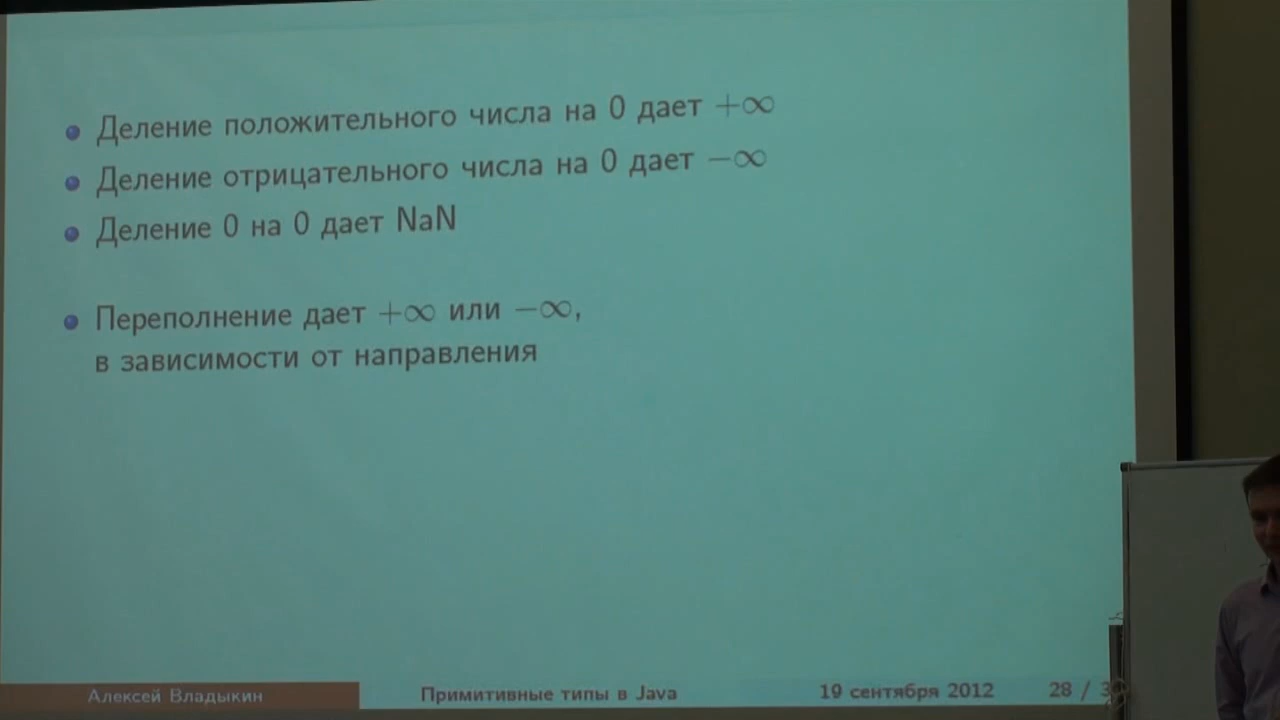 Деление положительного числа на 0 дает +∞
Деление отрицательного числа на 0 дает −∞
Деление 0 на 0 дает NaN
Переполнение дает +∞ или −∞,
в зависимости от направления
Алексей Владыкин Примитивные типы в Java 19 сентября 2012 28 /